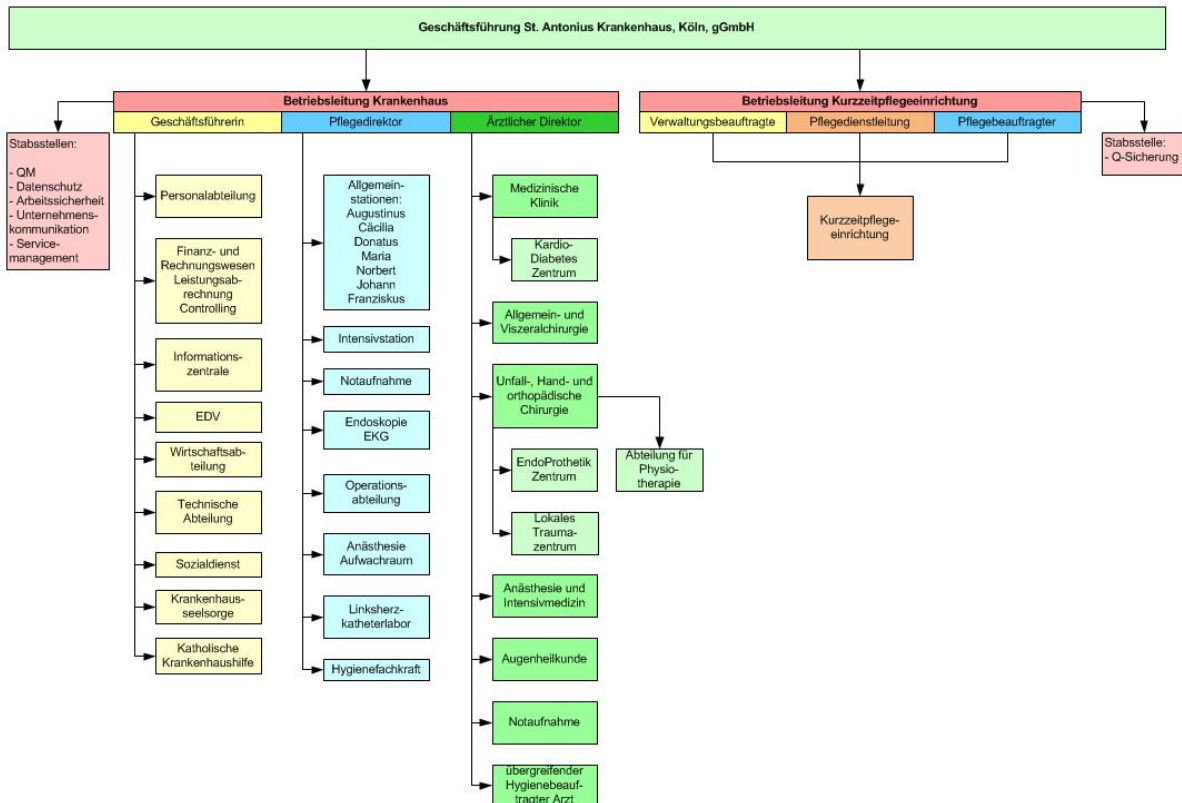 Geschäftsführung St. Antonius Krankenhaus, Köln, gGmbH
Betriebsleitung Krankenhaus
Geschäftsführerin
Pflegedirektor
Ärztlicher Direktor
Betriebsleitung Kurzzeitpflegeeinrichtung
Verwaltungsbeauftragte
Pflegedienstleitung
Pflegebeauftragter
Stabsstellen:
- QM
- Datenschutz
- Arbeitssicherheit
- Unternehmens-
kommunikation
- Service-
management
Stabsstelle:
- Q-Sicherung
Personalabteilung
Finanz- und
Rechnungswesen
Leistungsab-
rechnung
Controlling
Informations-
zentrale
EDV
Wirtschaftsab-
teilung
Technische
Abteilung
Sozialdienst
Krankenhaus-
seelsorge
Katholische
Krankenhaushilfe
Allgemein-
stationen:
Augustinus
Cäcilia
Donatus
Maria
Norbert
Johann
Franziskus
Intensivstation
Notaufnahme
Endoskopie
EKG
Operations-
abteilung
Anästhesie
Aufwachraum
Linksherz-
katheterlabor
Hygienefachkraft
Medizinische
Klinik
Kardio-
Diabetes
Zentrum
Allgemein- und
Viszeralchirurgie
Unfall-, Hand- und
orthopädische
Chirurgie
EndoProthetik
Zentrum
Lokales
Trauma-
zentrum
Abteilung für
Physio-
therapie
Anästhesie und
Intensivmedizin
Augenheilkunde
Notaufnahme
übergreifender
Hygienebeauf-
tragter Arzt
Kurzzeitpflege-
einrichtung